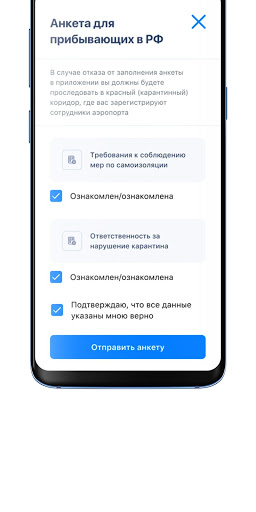 Анкета для
прибывающих в РФ
В случае отказа от заполнения анкеты
в приложении вы должны будете
проследовать в красный (карантинный)
коридор, где вас зарегистрируют
сотрудники аэропорта
Требования к соблюдению
мер по самоизоляции
Ознакомлен/ознакомлена
Ответственность за
нарушение карантина
Ознакомлен/ознакомлена
Подтверждаю, что все данные
указаны мною верно
Отправить анкету